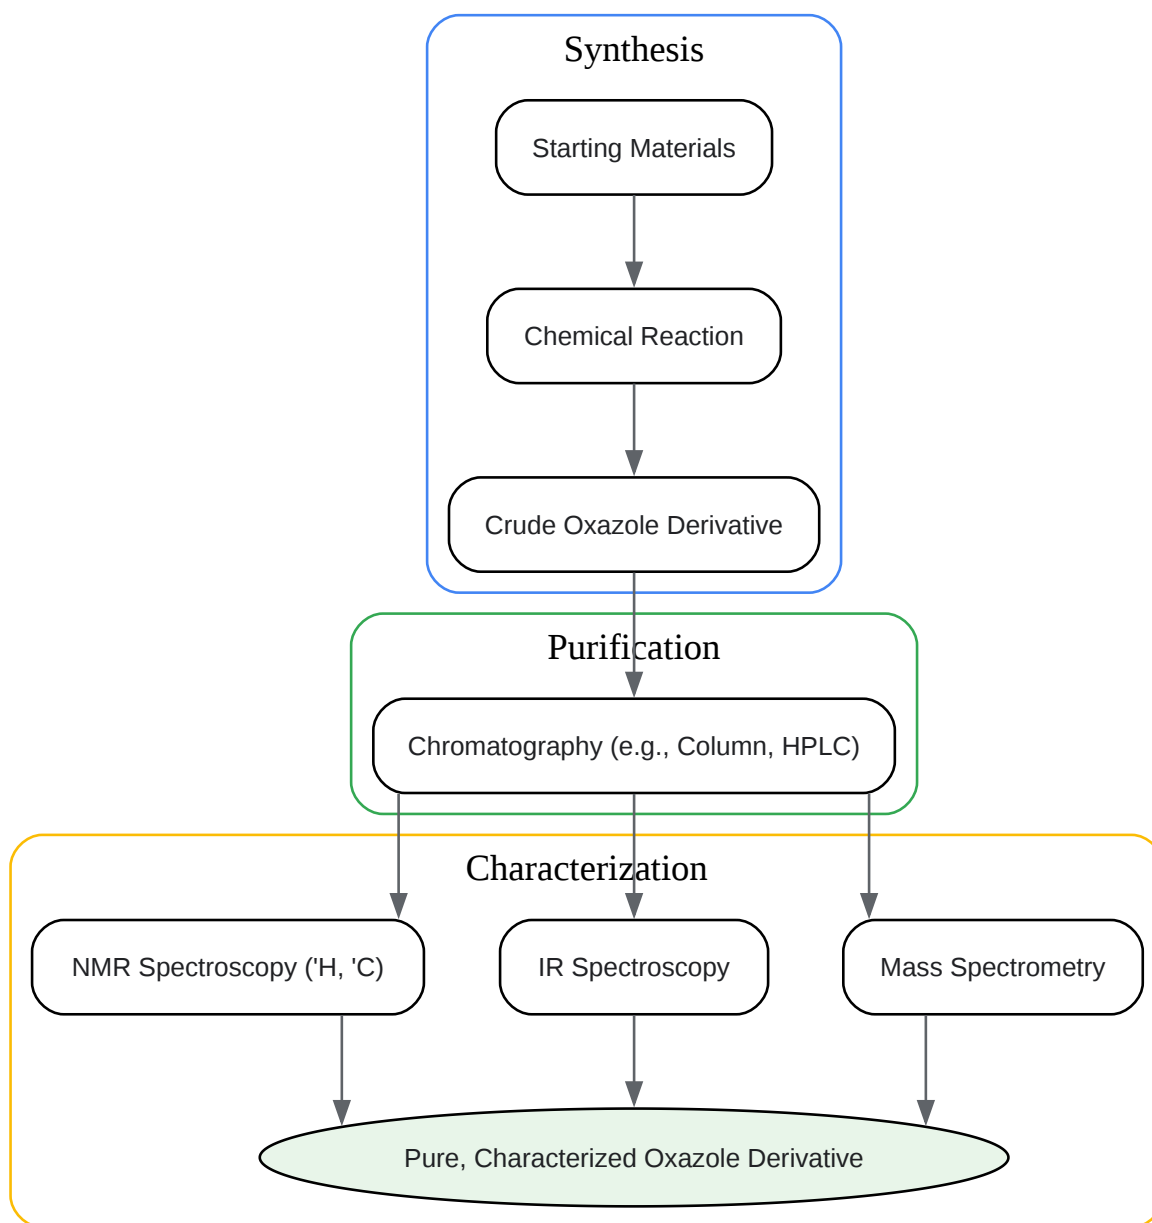 Synthesis
Starting Materials
Chemical Reaction
Crude Oxazole Derivative
Purification
Chromatography (e.g., Column, HPLC)
Characterization
NMR Spectroscopy ('H, 'C)
IR Spectroscopy
Mass Spectrometry
Pure, Characterized Oxazole Derivative